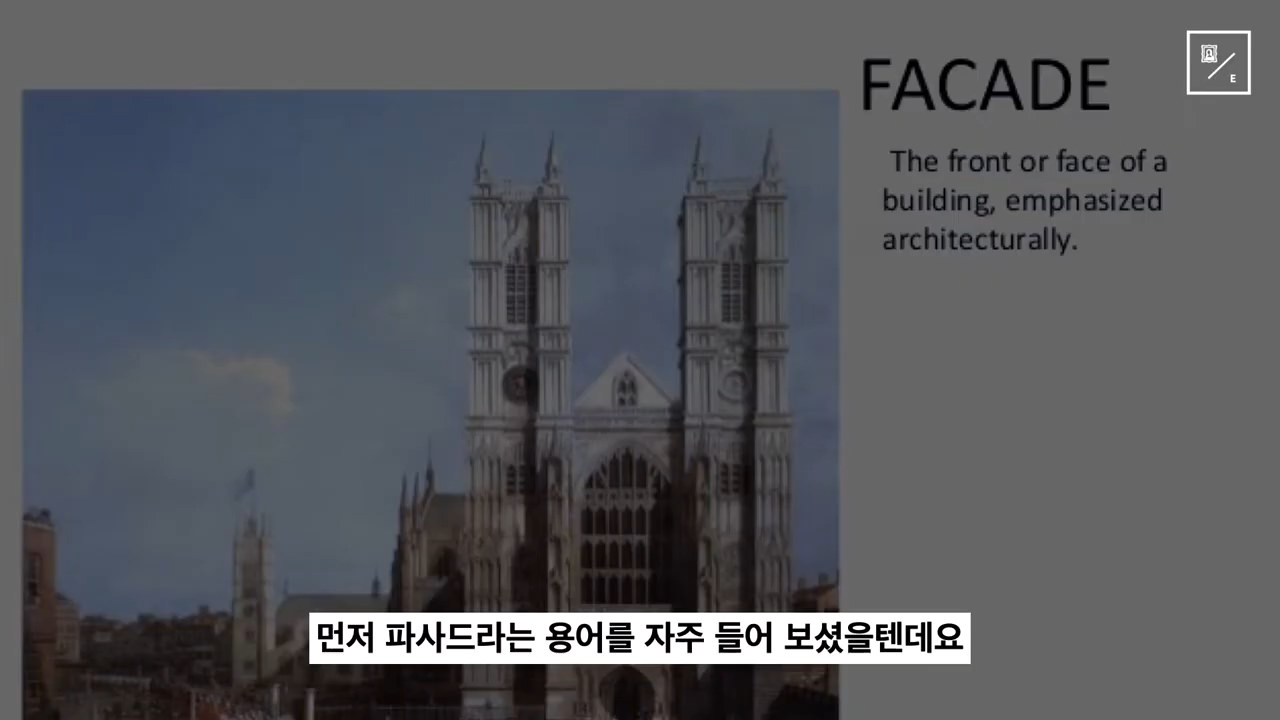 FACADE
The front or face of a
building, emphasized
architecturally.
E
먼저 파사드라는 용어를 자주 들어 보셨을텐데요